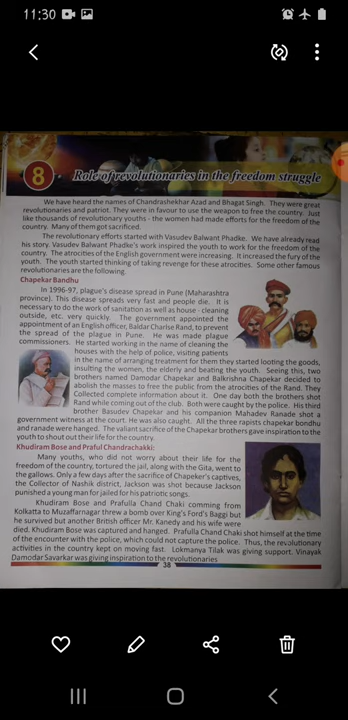 11:30
8
Role of revolutionaries in the freedom struggle
We have heard the names of Chandrashekhar Azad and Bhagat Singh. They were great
revolutionaries and patriot. They were in favour to use the weapon to free the country. Just
like thousands of revolutionary youths - the women had made efforts for the freedom of the
country. Many of them got sacrificed.
The revolutionary efforts started with Vasudev Balwant Phadke. We have already read
his story. Vasudev Balwant Phadke's work inspired the youth to work for the freedom of the
country. The atrocities of the English government were increasing. It increased the fury of the
youth. The youth started thinking of taking revenge for these atrocities. Some other famous
revolutionaries are the following.
Chapekar Bandhu
In 1996-97, plague's disease spread in Pune (Maharashtra
province). This disease spreads very fast and people die. It is
necessary to do the work of sanitation as well as house - cleaning
outside, etc. very quickly. The government appointed the
appointment of an English officer, Baldar Charlse Rand, to prevent
the spread of the plague in Pune. He was made plague
commissioners. He started working in the name of cleaning the
houses with the help of police, visiting patients
in the name of arranging treatment for them they started looting the goods,
insulting the women, the elderly and beating the youth. Seeing this, two
brothers named Damodar Chapekar and Balkrishna Chapekar decided to
abolish the masses to free the public from the atrocities of the Rand. They
Collected complete information about it. One day both the brothers shot
Rand while coming out of the club. Both were caught by the police. His third
brother Basudev Chapekar and his companion Mahadev Ranade shot a
government witness at the court. He was also caught. All the three rapists chapekar bondhu
and ranade were hanged. The valiant sacrifice of the Chapekar brothers gave inspiration to the
youth to shout out their life for the country.
Khudiram Bose and Praful Chandrachakki:
Many youths, who did not worry about their life for the
freedom of the country, tortured the jail, along with the Gita, went to
the gallows. Only a few days after the sacrifice of Chapeker's captives,
the Collector of Nashik district, Jackson was shot because Jackson
punished a young man for jailed for his patriotic songs.
Khudiram Bose and Prafulla Chand Chaki comming from
Kolkatta to Muzaffarnagar threw a bomb over King's Ford's Baggi but
he survived but another British officer Mr. Kanedy and his wife were
died. Khudiram Bose was captured and hanged. Prafulla Chand Chaki shot himself at the time
of the encounter with the police, which could not capture the police. Thus, the revolutionary
activities in the country kept on moving fast. Lokmanya Tilak was giving support. Vinayak
Damodar Savarkar was giving inspiration to the revolutionaries
38